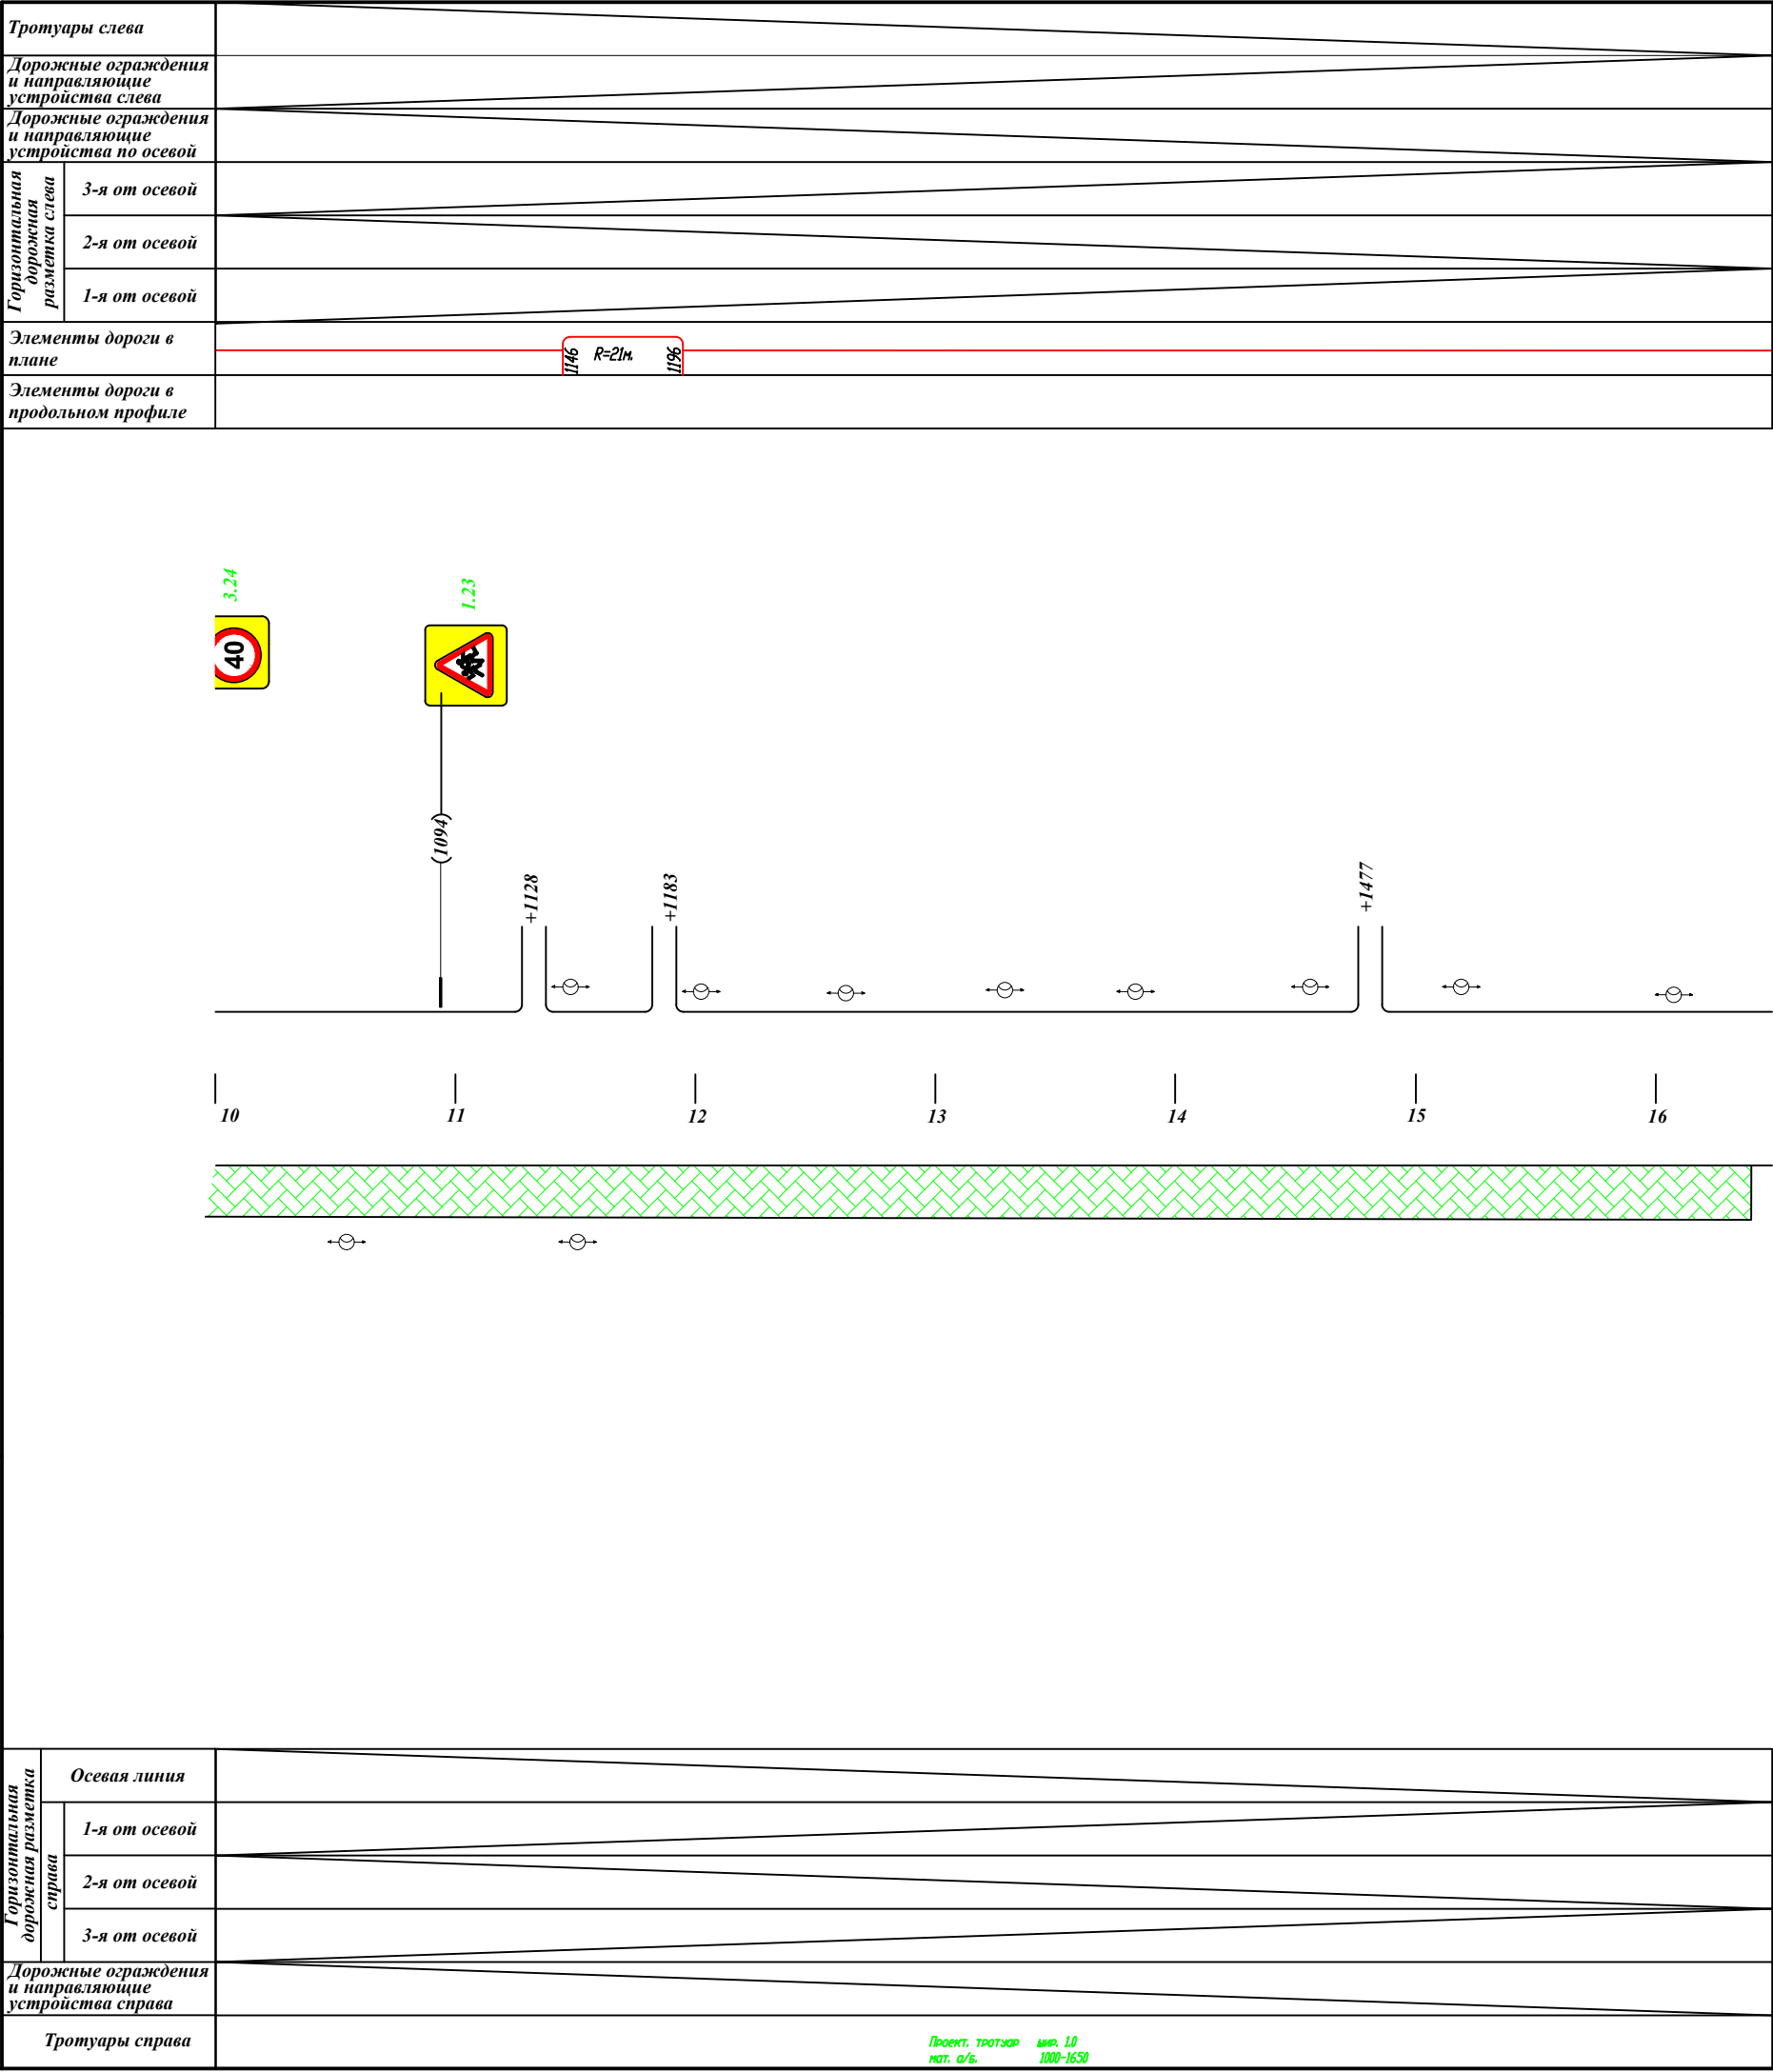 Тротуары слева
Дорожные ограждения
и направляющие
устройства слева
Дорожные ограждения
и направляющие
устройства по осевой
Горизонтальная
дорожная
разметка слева
3-я от осевой
2-я от осевой
1-я от осевой
Элементы дороги в
плане
1146 R=21м. 1196
Элементы дороги в
продольном профиле
3.24
1.23
40
(1094)
+1128
+1183
+1477
10 11 12 13 14 15 16
Горизонтальная
дорожная разметка
справа
Осевая линия
1-я от осевой
2-я от осевой
3-я от осевой
Дорожные ограждения
и направляющие
устройства справа
Тротуары справа
Проект. тротуар шир. 1.0
мат. а/б. 1000-1650